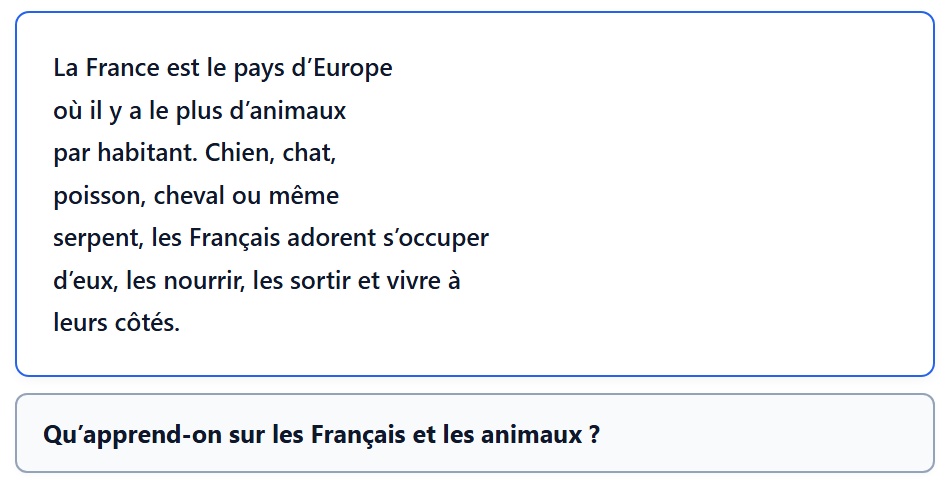 La France est le pays d’Europe
où il y a le plus d’animaux
par habitant. Chien, chat,
poisson, cheval ou même
serpent, les Français adorent s’occuper
d’eux, les nourrir, les sortir et vivre à
leurs côtés.
Qu’apprend-on sur les Français et les animaux ?